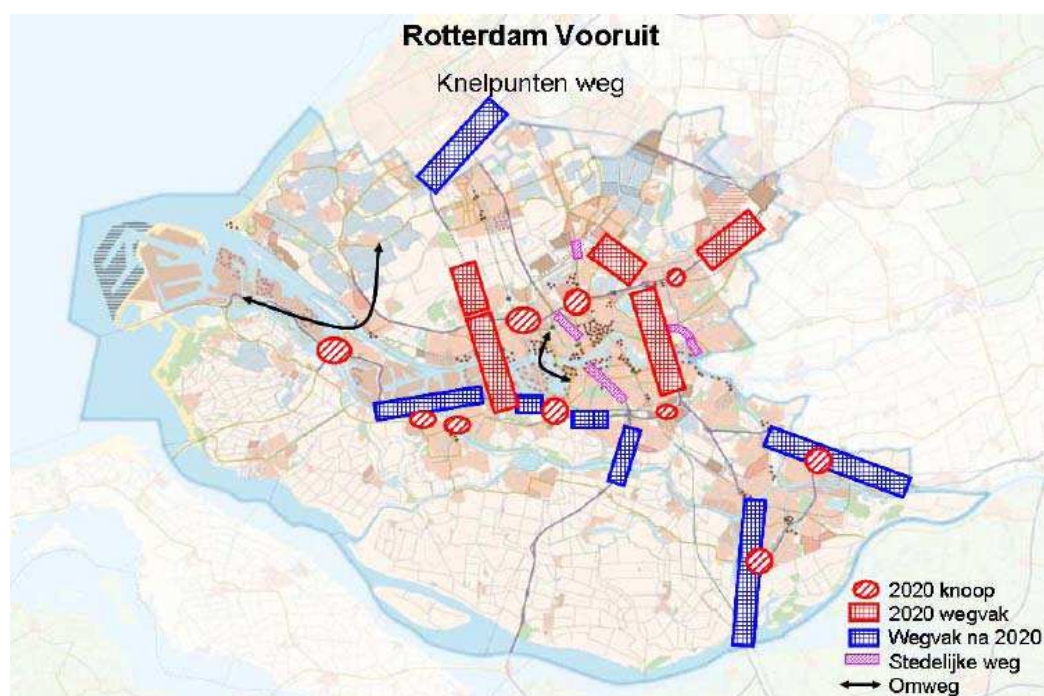 Rotterdam Vooruit
Knelpunten weg
2020 knoop
2020 wegvak
Wegvak na 2020
Stedelijke weg
Omweg